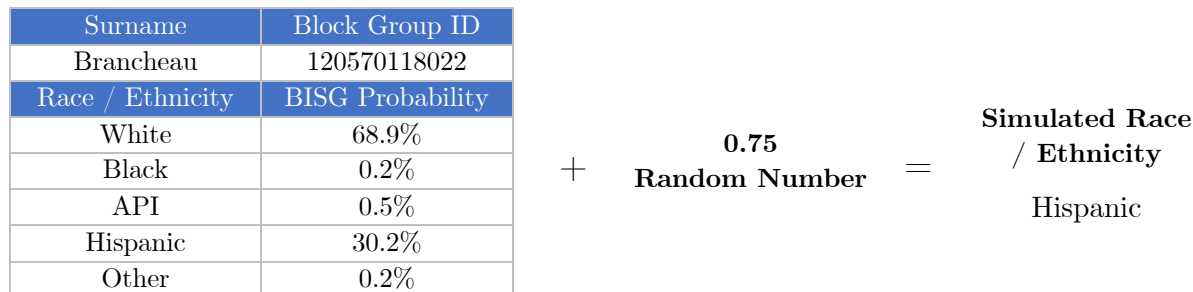 Surname Block Group ID
Brancheau 120570118022
Race / Ethnicity BISG Probability
White 68.9%
Black 0.2%
API 0.5%
Hispanic 30.2%
Other 0.2%
+
0.75
Random Number
=
Simulated Race
/ Ethnicity
Hispanic